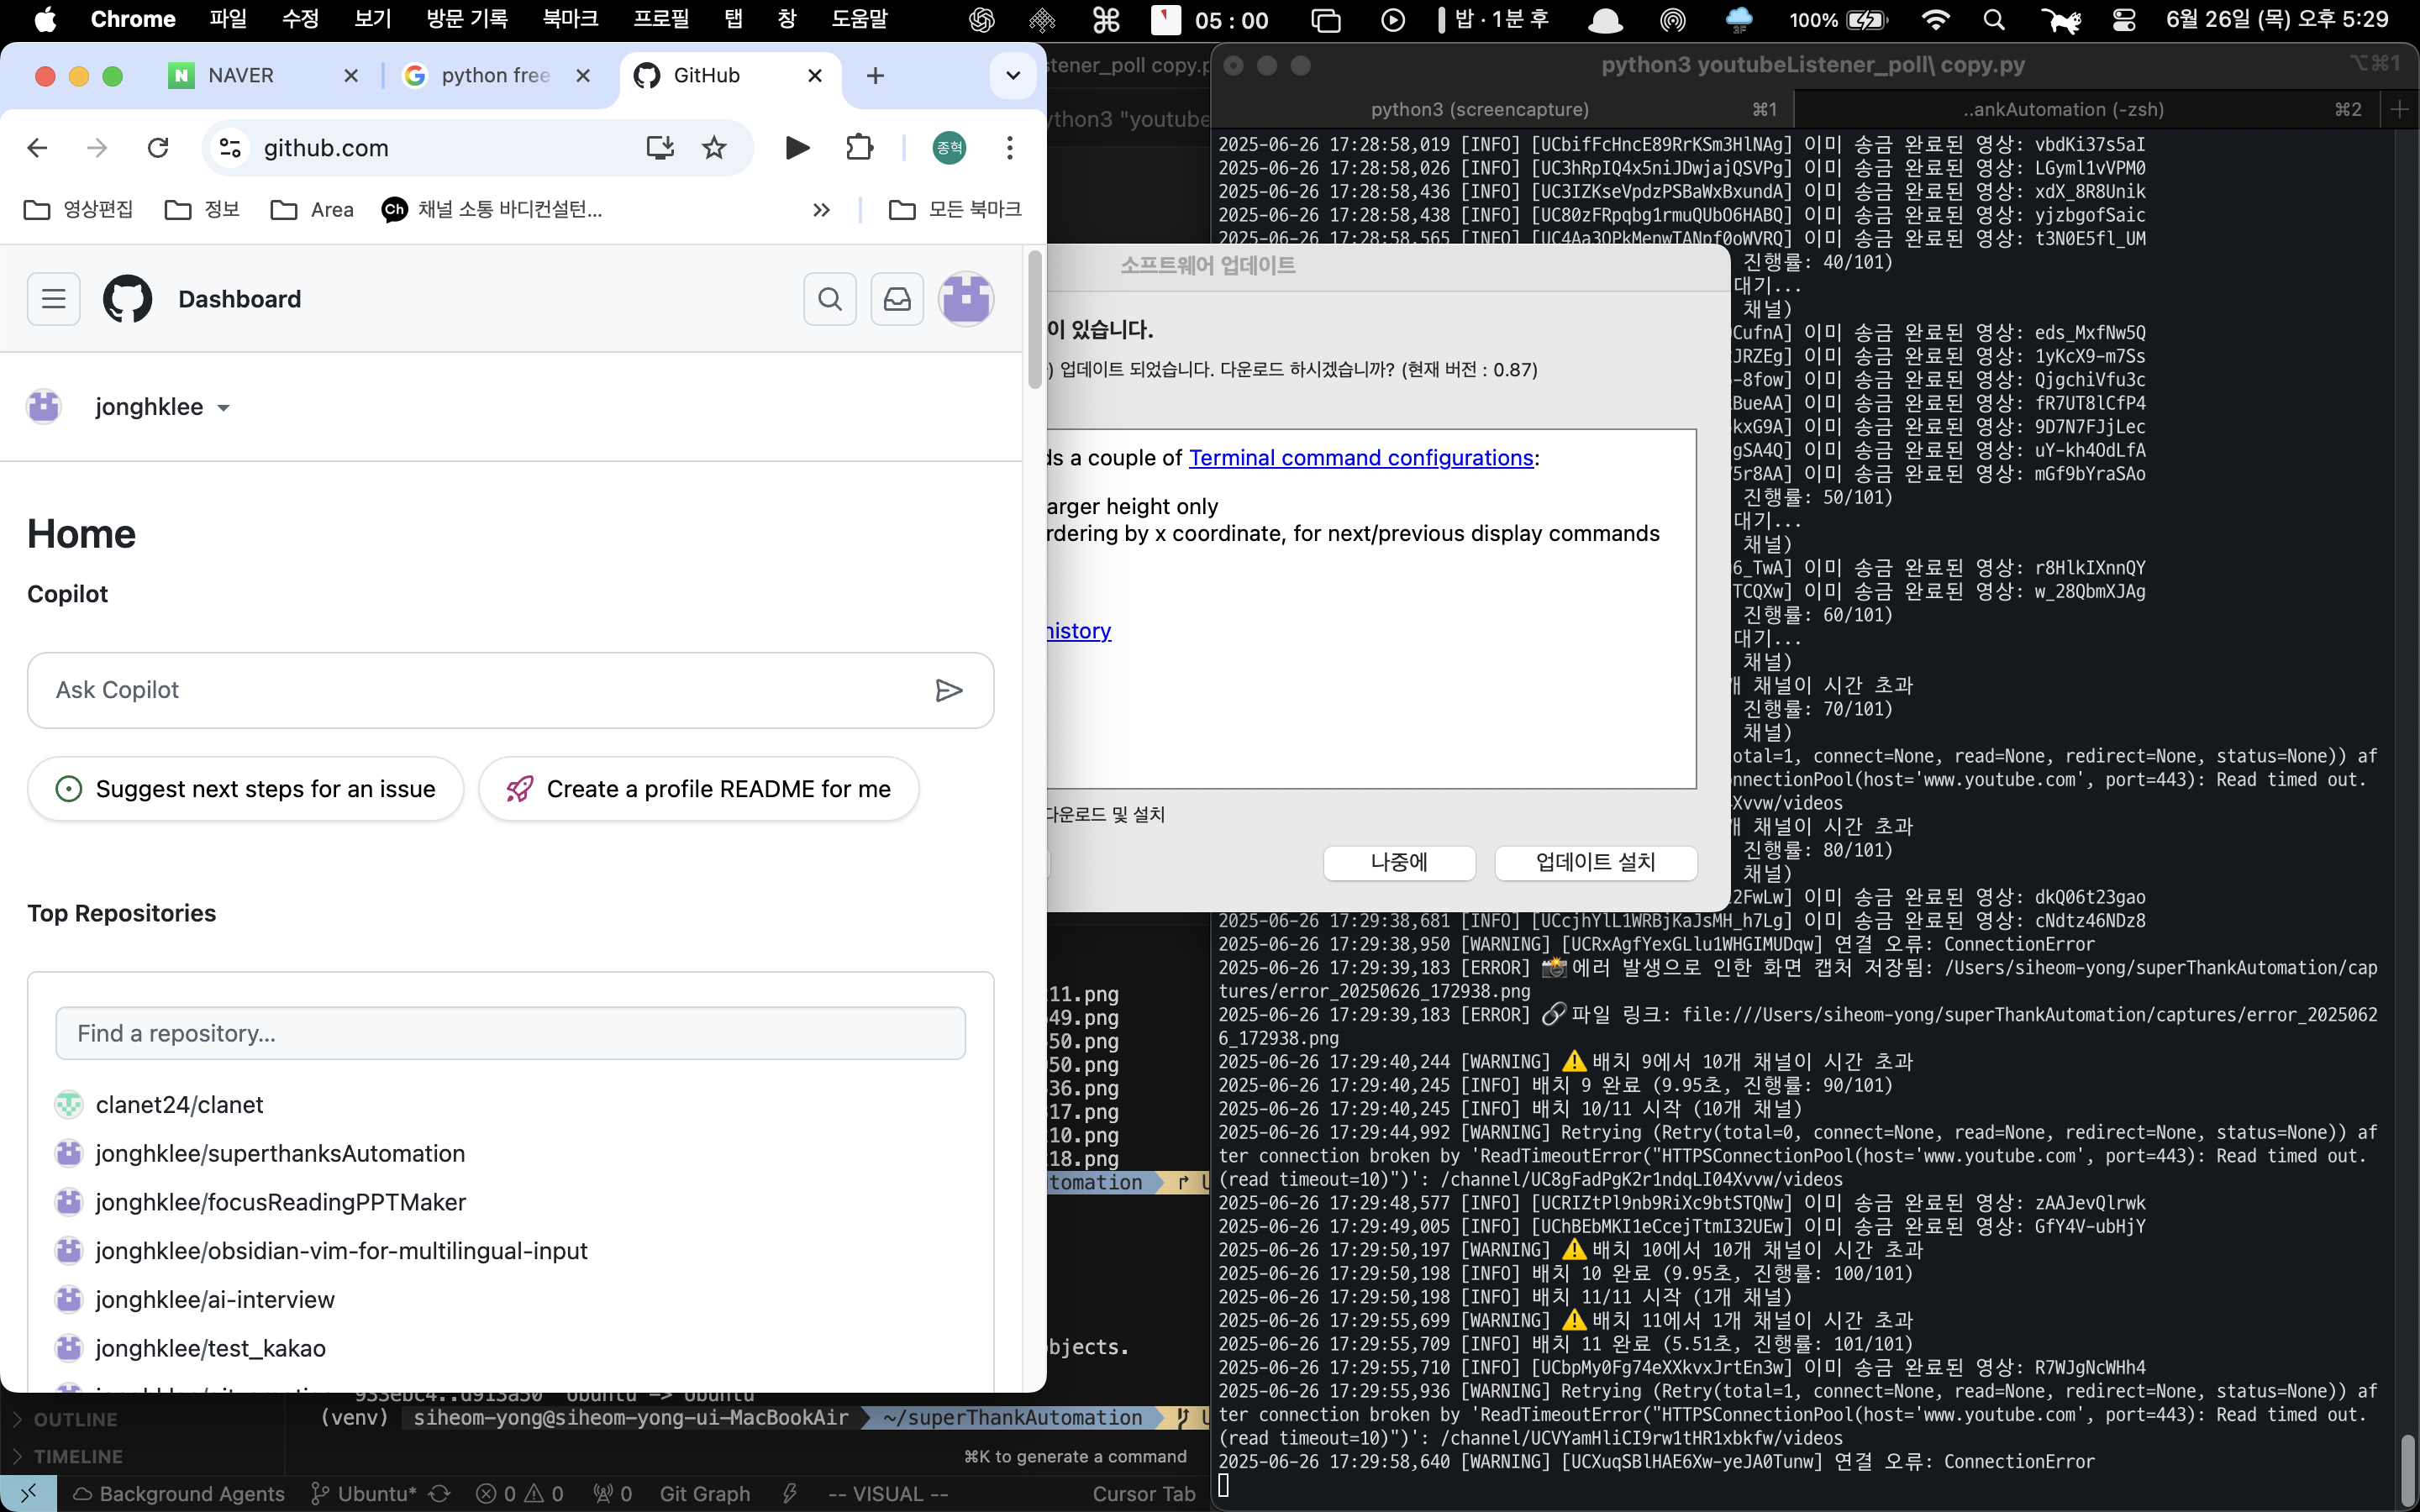 Chrome 파일 수정 보기 방문 기록 북마크 프로필 탭 창 도움말 05 : 00 밥 · 1분 후 100% 6월 26일 (목) 오후 5:29
NAVER
python free
GitHub
github.com
종혁
영상편집
정보
Area
Ch
채널 소통 바디컨설턴...
모든 북마크
Dashboard
jonghklee
Home
Copilot
Ask Copilot
Suggest next steps for an issue
Create a profile README for me
Top Repositories
Find a repository...
clanet24/clanet
jonghklee/superthanksAutomation
jonghklee/focusReadingPPTMaker
jonghklee/obsidian-vim-for-multilingual-input
jonghklee/ai-interview
jonghklee/test_kakao
stener_poll copy.p
ython3 "youtube
소프트웨어 업데이트
이 있습니다.
) 업데이트 되었습니다. 다운로드 하시겠습니까? (현재 버전 : 0.87)
ds a couple of Terminal command configurations:
arger height only
rdering by x coordinate, for next/previous display commands
history
다운로드 및 설치
나중에
업데이트 설치
11.png
49.png
50.png
50.png
36.png
17.png
10.png
18.png
tomation
bjects.
933ebc4..d913a50 Ubuntu -> Ubuntu
(venv) siheom-yong@siheom-yong-ui-MacBookAir ~/superThankAutomation
⌘K to generate a command
OUTLINE
TIMELINE
Background Agents Ubuntu* 0 0 0 Git Graph -- VISUAL -- Cursor Tab
python3 youtubeListener_poll\ copy.py ⌥⌘1
python3 (screencapture) ⌘1 ..ankAutomation (-zsh) ⌘2
2025-06-26 17:28:58,019 [INFO] [UCbifFcHncE89RrKSm3HlNAg] 이미 송금 완료된 영상: vbdKi37s5aI
2025-06-26 17:28:58,026 [INFO] [UC3hRpIQ4x5niJDwjajQSVPg] 이미 송금 완료된 영상: LGyml1vVPM0
2025-06-26 17:28:58,436 [INFO] [UC3IZKseVpdzPSBaWxBxundA] 이미 송금 완료된 영상: xdX_8R8Unik
2025-06-26 17:28:58,438 [INFO] [UC80zFRpqbg1rmuQUbO6HABQ] 이미 송금 완료된 영상: yjzbgofSaic
2025-06-26 17:28:58,565 [INFO] [UC4Aa3QPkMenwTANpf0oWVRQ] 이미 송금 완료된 영상: t3N0E5fl_UM
진행률: 40/101)
대기...
채널)
CufnA] 이미 송금 완료된 영상: eds_MxfNw5Q
JRZEg] 이미 송금 완료된 영상: 1yKcX9-m7Ss
-8fow] 이미 송금 완료된 영상: QjgchiVfu3c
BueAA] 이미 송금 완료된 영상: fR7UT8lCfP4
kxG9A] 이미 송금 완료된 영상: 9D7N7FJjLec
gSA4Q] 이미 송금 완료된 영상: uY-kh4OdLfA
5r8AA] 이미 송금 완료된 영상: mGf9bYraSAo
진행률: 50/101)
대기...
채널)
6_TwA] 이미 송금 완료된 영상: r8HlkIXnnQY
TCQXw] 이미 송금 완료된 영상: w_28QbmXJAg
진행률: 60/101)
대기...
채널)
개 채널이 시간 초과
진행률: 70/101)
채널)
otal=1, connect=None, read=None, redirect=None, status=None)) af
nnectionPool(host='www.youtube.com', port=443): Read timed out.
Xvvw/videos
개 채널이 시간 초과
진행률: 80/101)
채널)
2FwLw] 이미 송금 완료된 영상: dkQ06t23gao
2025-06-26 17:29:38,681 [INFO] [UCcjhYlL1WRBjKaJsMH_h7Lg] 이미 송금 완료된 영상: cNdtz46NDz8
2025-06-26 17:29:38,950 [WARNING] [UCRxAgfYexGLlu1WHGIMUDqw] 연결 오류: ConnectionError
2025-06-26 17:29:39,183 [ERROR] 📸 에러 발생으로 인한 화면 캡처 저장됨: /Users/siheom-yong/superThankAutomation/cap
tures/error_20250626_172938.png
2025-06-26 17:29:39,183 [ERROR] 🔗 파일 링크: file:///Users/siheom-yong/superThankAutomation/captures/error_2025062
6_172938.png
2025-06-26 17:29:40,244 [WARNING] ⚠️ 배치 9에서 10개 채널이 시간 초과
2025-06-26 17:29:40,245 [INFO] 배치 9 완료 (9.95초, 진행률: 90/101)
2025-06-26 17:29:40,245 [INFO] 배치 10/11 시작 (10개 채널)
2025-06-26 17:29:44,992 [WARNING] Retrying (Retry(total=0, connect=None, read=None, redirect=None, status=None)) af
ter connection broken by 'ReadTimeoutError("HTTPSConnectionPool(host='www.youtube.com', port=443): Read timed out.
(read timeout=10)")': /channel/UC8gFadPgK2r1ndqLI04Xvvw/videos
2025-06-26 17:29:48,577 [INFO] [UCRIZtPl9nb9RiXc9btSTQNw] 이미 송금 완료된 영상: zAAJevQlrwk
2025-06-26 17:29:49,005 [INFO] [UChBEbMKI1eCcejTtmI32UEw] 이미 송금 완료된 영상: GfY4V-ubHjY
2025-06-26 17:29:50,197 [WARNING] ⚠️ 배치 10에서 10개 채널이 시간 초과
2025-06-26 17:29:50,198 [INFO] 배치 10 완료 (9.95초, 진행률: 100/101)
2025-06-26 17:29:50,198 [INFO] 배치 11/11 시작 (1개 채널)
2025-06-26 17:29:55,699 [WARNING] ⚠️ 배치 11에서 1개 채널이 시간 초과
2025-06-26 17:29:55,709 [INFO] 배치 11 완료 (5.51초, 진행률: 101/101)
2025-06-26 17:29:55,710 [INFO] [UCbpMy0Fg74eXXkvxJrtEn3w] 이미 송금 완료된 영상: R7WJgNcWHh4
2025-06-26 17:29:55,936 [WARNING] Retrying (Retry(total=1, connect=None, read=None, redirect=None, status=None)) af
ter connection broken by 'ReadTimeoutError("HTTPSConnectionPool(host='www.youtube.com', port=443): Read timed out.
(read timeout=10)")': /channel/UCVYamHliCI9rw1tHR1xbkfw/videos
2025-06-26 17:29:58,640 [WARNING] [UCXuqSBlHAE6Xw-yeJA0Tunw] 연결 오류: ConnectionError